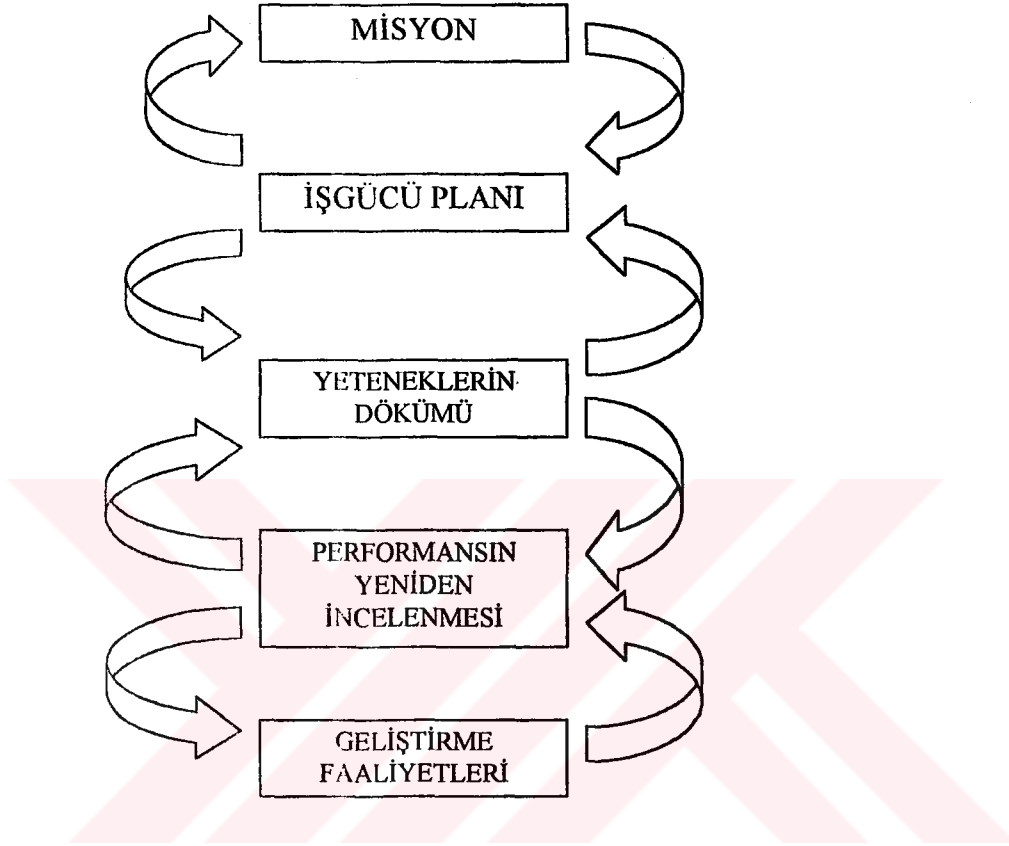 MİSYON
İŞGÜCÜ PLANI
YETENEKLERİN
DÖKÜMÜ
PERFORMANSIN
YENİDEN
İNCELENMESİ
GELİŞTİRME
FAALİYETLERİ